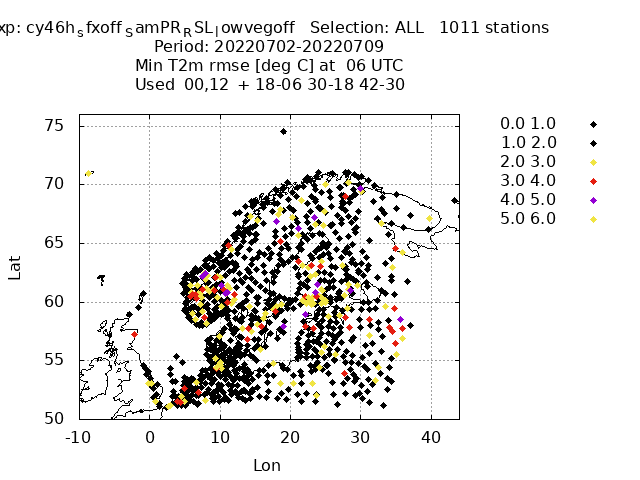 xp: cy46hsfxoffSamPRRSLlowvegoff Selection: ALL 1011 stations
Period: 20220702-20220709
Min T2m rmse [deg C] at 06 UTC
Used 00,12 + 18-06 30-18 42-30
0.0 1.0
1.0 2.0
2.0 3.0
3.0 4.0
4.0 5.0
5.0 6.0
75
70
65
60
55
50
Lat
-10 0 10 20 30 40
Lon